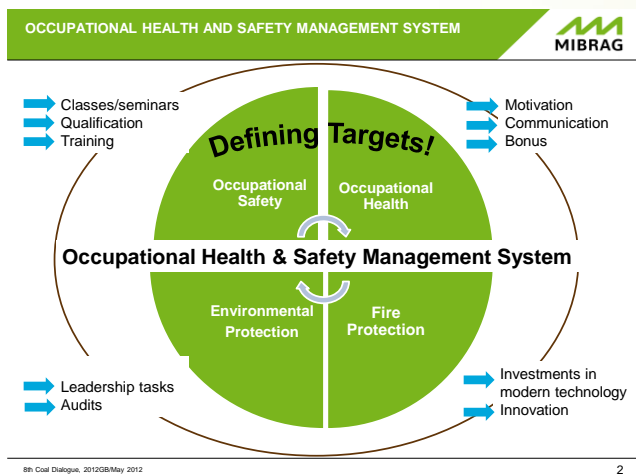 OCCUPATIONAL HEALTH AND SAFETY MANAGEMENT SYSTEM
MIBRAG
Classes/seminars
Qualification
Training
Motivation
Communication
Bonus
Defining Targets!
Occupational
Safety
Occupational
Health
Occupational Health & Safety Management System
Environmental
Protection
Fire
Protection
Leadership tasks
Audits
Investments in
modern technology
Innovation
8th Coal Dialogue, 2012GB/May 2012
2